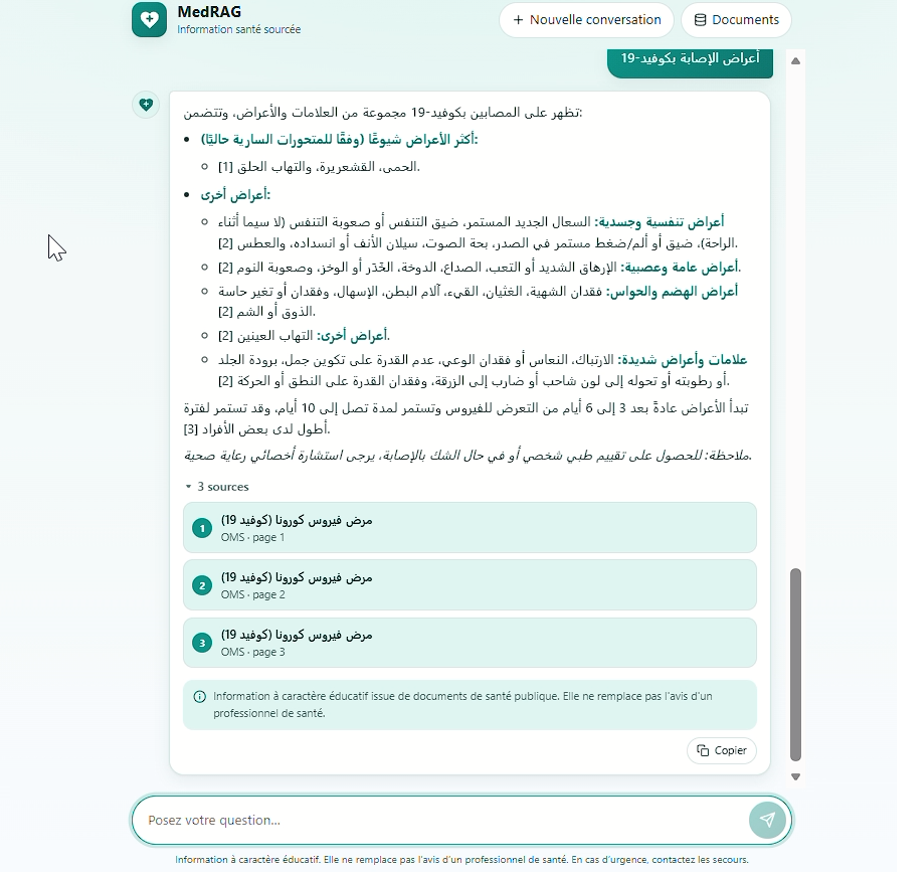 MedRAG
Information santé sourcée
+ Nouvelle conversation
Documents
أعراض الإصابة بكوفيد-19
تظهر على المصابين بكوفيد-19 مجموعة من العلامات والأعراض، وتتضمن:
• أكثر الأعراض شيوعًا (وفقًا للمتحورات السارية حاليًا):
الحمى، القشعريرة، والتهاب الحلق [1].
• أعراض أخرى:
أعراض تنفسية وجسدية: السعال الجديد المستمر، ضيق التنفس أو صعوبة التنفس (لا سيما أثناء
الراحة)، ضيق أو ألم/ضغط مستمر في الصدر، بحة الصوت، سيلان الأنف أو انسداده، والعطس [2].
أعراض عامة وعصبية: الإرهاق الشديد أو التعب، الصداع، الدوخة، الخَدَر أو الوخز، وصعوبة النوم [2].
أعراض الهضم والحواس: فقدان الشهية، الغثيان، القيء، آلام البطن، الإسهال، وفقدان أو تغير حاسة
الذوق أو الشم [2].
أعراض أخرى: التهاب العينين [2].
علامات وأعراض شديدة: الارتباك، النعاس أو فقدان الوعي، عدم القدرة على تكوين جمل، برودة الجلد
أو رطوبته أو تحوله إلى لون شاحب أو ضارب إلى الزرقة، وفقدان القدرة على النطق أو الحركة [2].
تبدأ الأعراض عادةً بعد 3 إلى 6 أيام من التعرض للفيروس وتستمر لمدة تصل إلى 10 أيام، وقد تستمر لفترة
أطول لدى بعض الأفراد [3].
ملاحظة: للحصول على تقييم طبي شخصي أو في حال الشك بالإصابة، يرجى استشارة أخصائي رعاية صحية.
3 sources
1
مرض فيروس كورونا (كوفيد 19)
OMS · page 1
2
مرض فيروس كورونا (كوفيد 19)
OMS · page 2
3
مرض فيروس كورونا (كوفيد 19)
OMS · page 3
Information à caractère éducatif issue de documents de santé publique. Elle ne remplace pas l'avis d'un
professionnel de santé.
Copier
Posez votre question...
Information à caractère éducatif. Elle ne remplace pas l'avis d'un professionnel de santé. En cas d'urgence, contactez les secours.